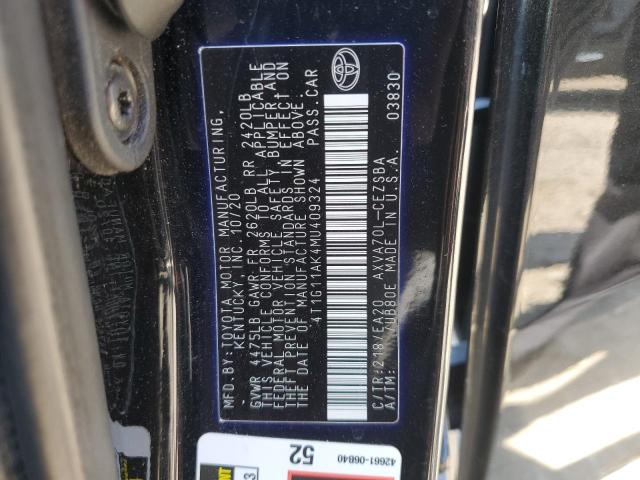 MFD.BY:TOYOTA MOTOR MANUFACTURING,
KENTUCKY, INC. 10/20
GVWR 4475LB GAWR:FR 2620LB RR 2420LB
THIS VEHICLE CONFORMS TO ALL APPLICABLE
FEDERAL MOTOR VEHICLE SAFETY, BUMPER AND
THEFT PREVENTION STANDARDS IN EFFECT ON
THE DATE OF MANUFACTURE SHOWN ABOVE.
4T1G11AK4MU409324 PASS.CAR
C/TR:218/EA20 AXVA70L-CEZSBA
A/TM: /UB80E MADE IN U.S.A. 03830
52
42661-06840